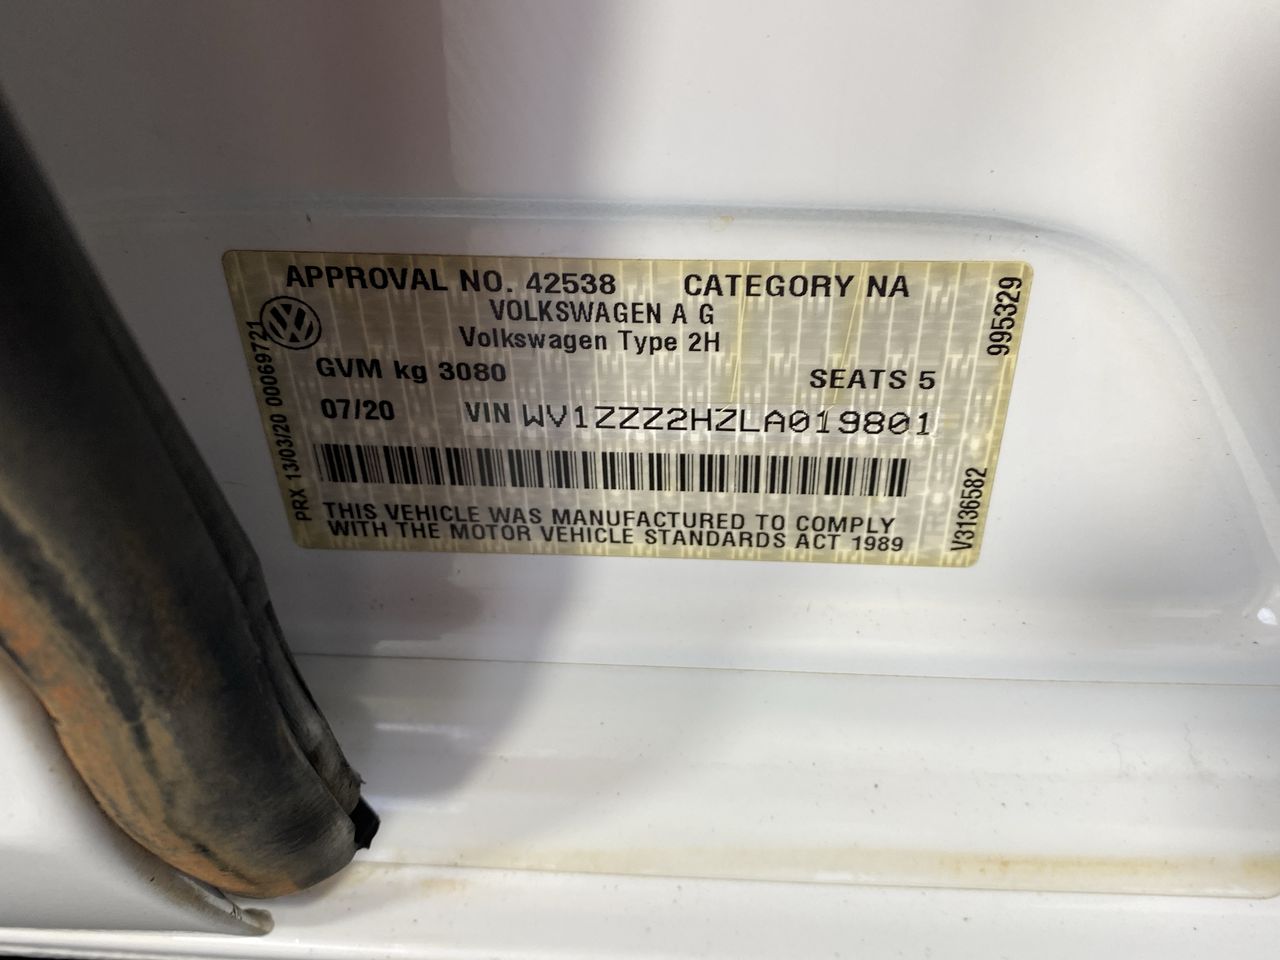 APPROVAL NO. 42538 CATEGORY NA
VOLKSWAGEN A G
Volkswagen Type 2H
GVM kg 3080 SEATS 5
07/20 VIN WV1ZZZ2HZLA019801
THIS VEHICLE WAS MANUFACTURED TO COMPLY
WITH THE MOTOR VEHICLE STANDARDS ACT 1989
PRX 13/03/20 00069721
995329
V3136582